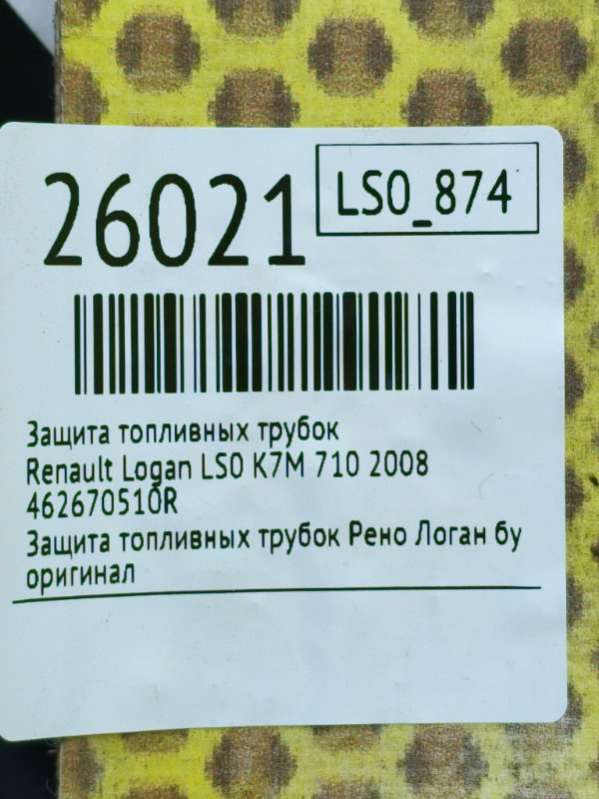 26021
LS0_874
Защита топливных трубок
Renault Logan LS0 K7M 710 2008
462670510R
Защита топливных трубок Рено Логан бу
оригинал